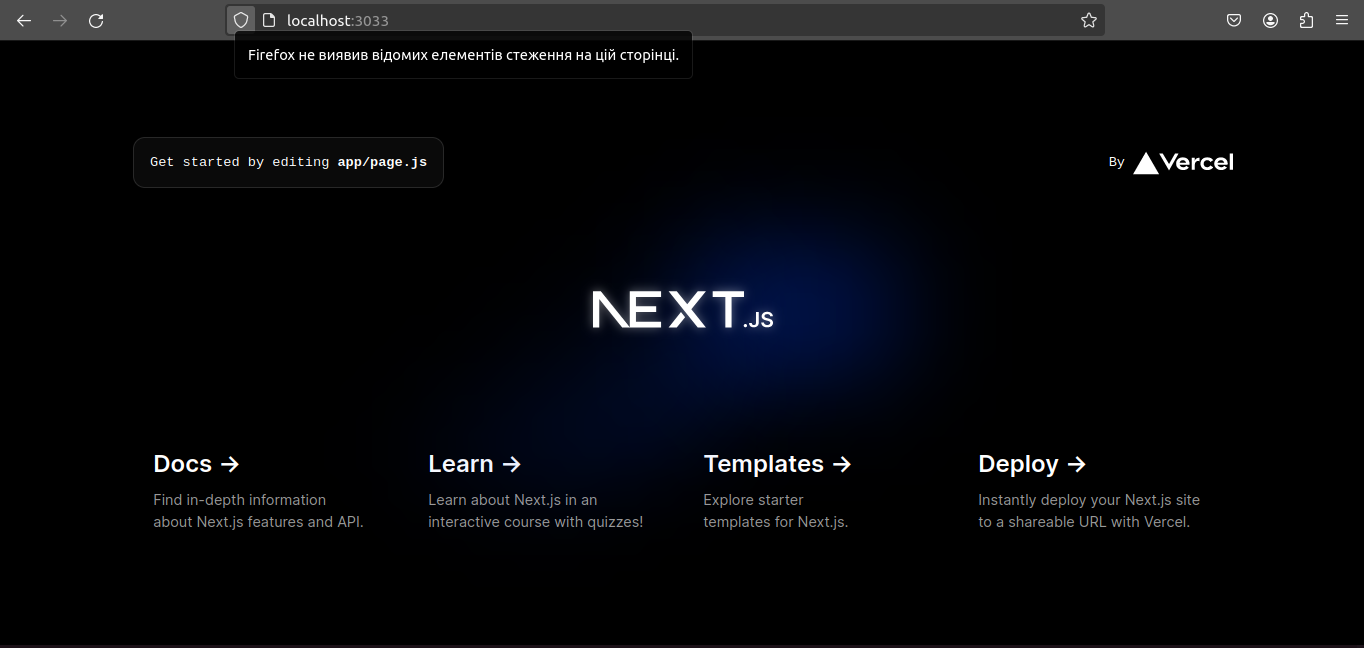 localhost:3033
Firefox не виявив відомих елементів стеження на цій сторінці.
Get started by editing app/page.js
By Vercel
NEXT.JS
Docs →
Find in-depth information
about Next.js features and API.
Learn →
Learn about Next.js in an
interactive course with quizzes!
Templates →
Explore starter
templates for Next.js.
Deploy →
Instantly deploy your Next.js site
to a shareable URL with Vercel.